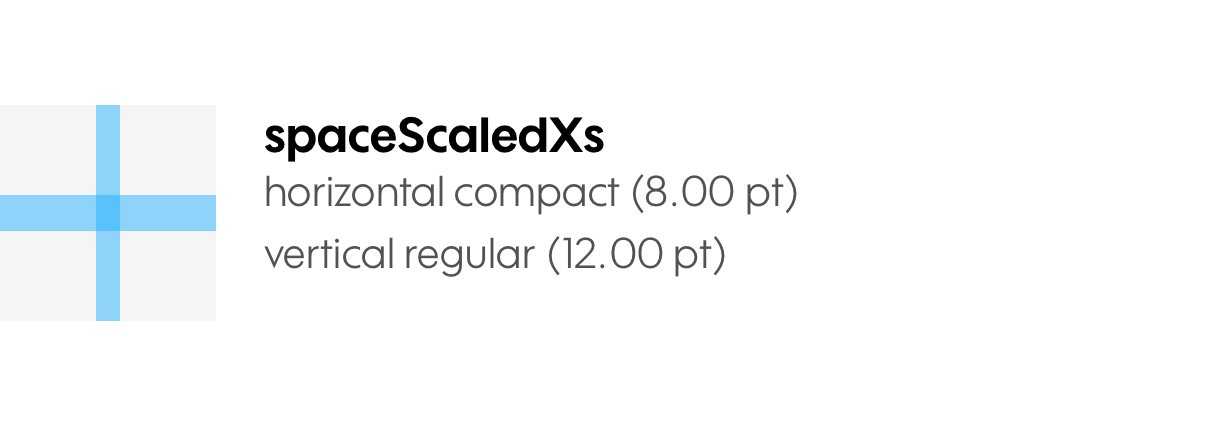 spaceScaledXs
horizontal compact (8.00 pt)
vertical regular (12.00 pt)